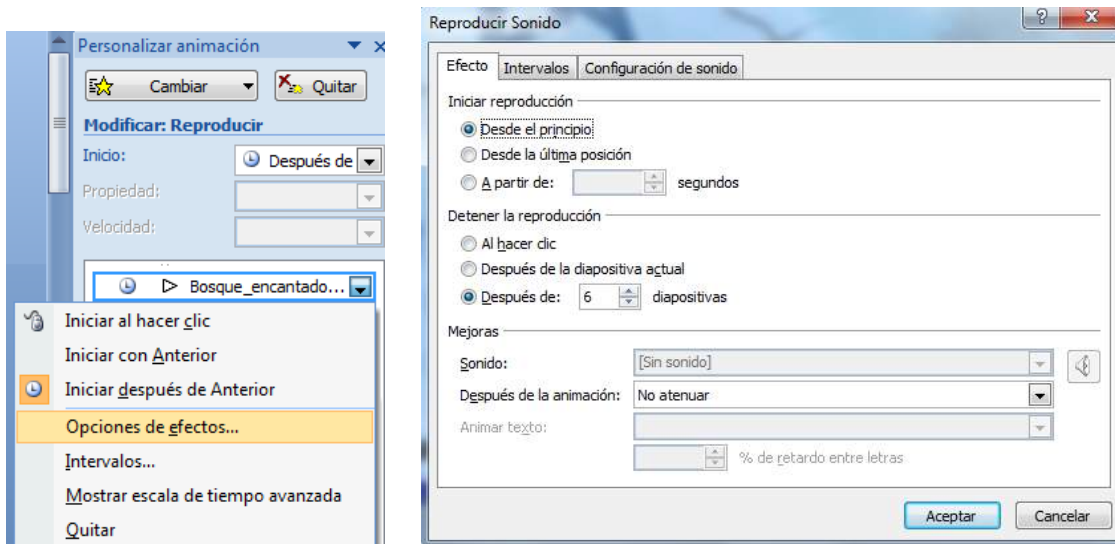 Personalizar animación
Cambiar
Quitar
Modificar: Reproducir
Inicio:
Después de
Propiedad:
Velocidad:
Bosque_encantado...
Iniciar al hacer clic
Iniciar con Anterior
Iniciar después de Anterior
Opciones de efectos...
Intervalos...
Mostrar escala de tiempo avanzada
Quitar
Reproducir Sonido
Efecto Intervalos Configuración de sonido
Iniciar reproducción
Desde el principio
Desde la última posición
A partir de: segundos
Detener la reproducción
Al hacer clic
Después de la diapositiva actual
Después de: 6 diapositivas
Mejoras
Sonido: [Sin sonido]
Después de la animación: No atenuar
Animar texto:
% de retardo entre letras
Aceptar Cancelar